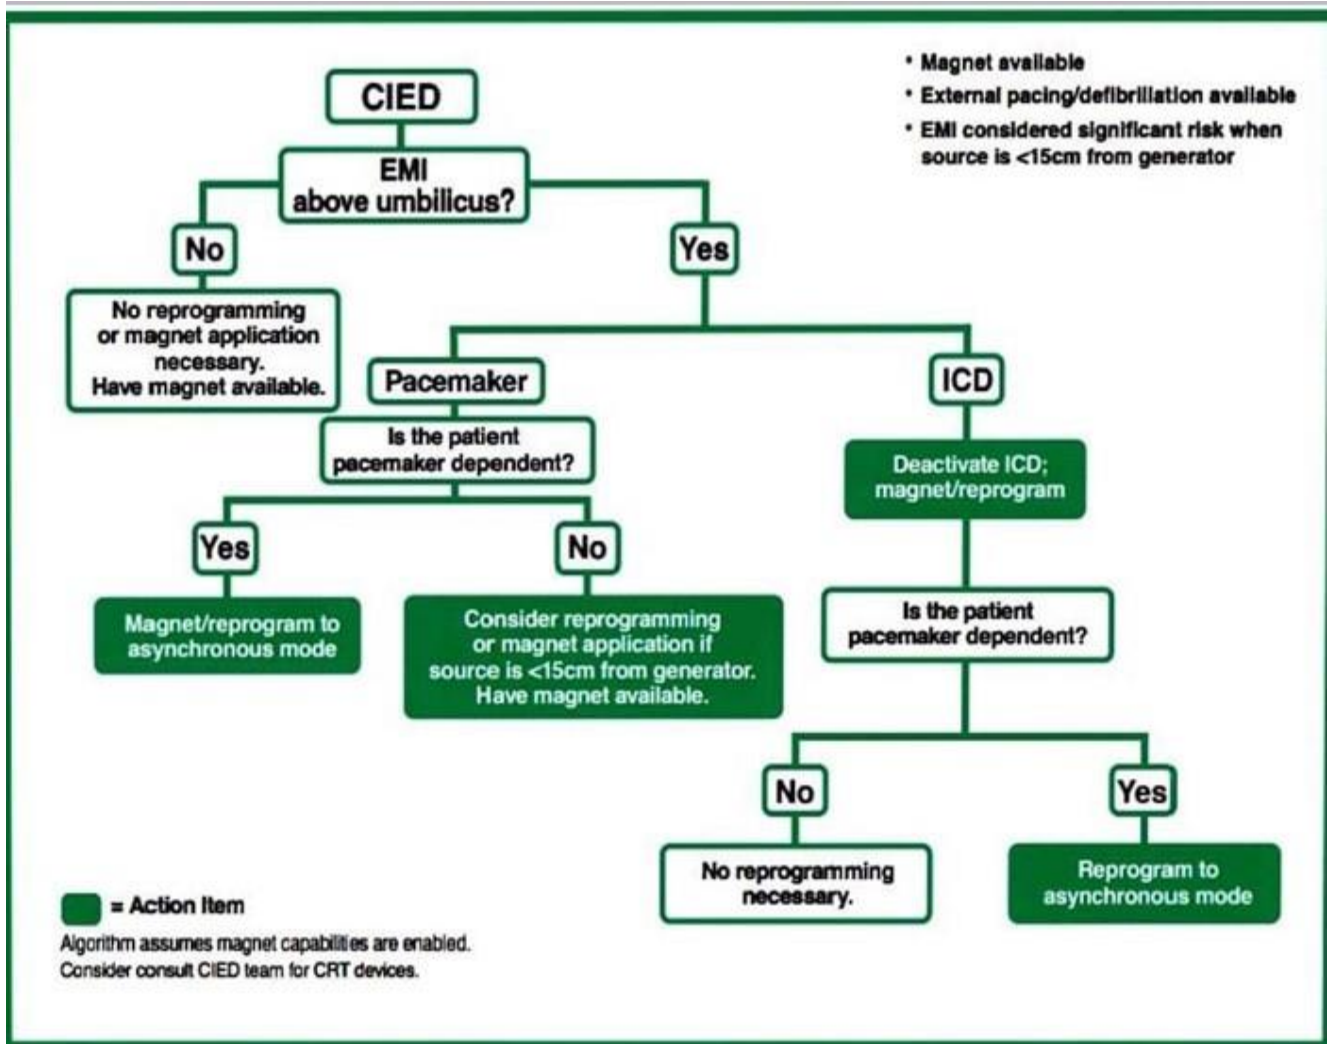 • Magnet available
• External pacing/defibrillation available
• EMI considered significant risk when
source is <15cm from generator
CIED
EMI
above umbilicus?
No
Yes
No reprogramming
or magnet application
necessary.
Have magnet available.
Pacemaker
ICD
Is the patient
pacemaker dependent?
Deactivate ICD;
magnet/reprogram
Yes
No
Magnet/reprogram to
asynchronous mode
Consider reprogramming
or magnet application if
source is <15cm from generator.
Have magnet available.
Is the patient
pacemaker dependent?
No
Yes
No reprogramming
necessary.
Reprogram to
asynchronous mode
= Action Item
Algorithm assumes magnet capabilities are enabled.
Consider consult CIED team for CRT devices.